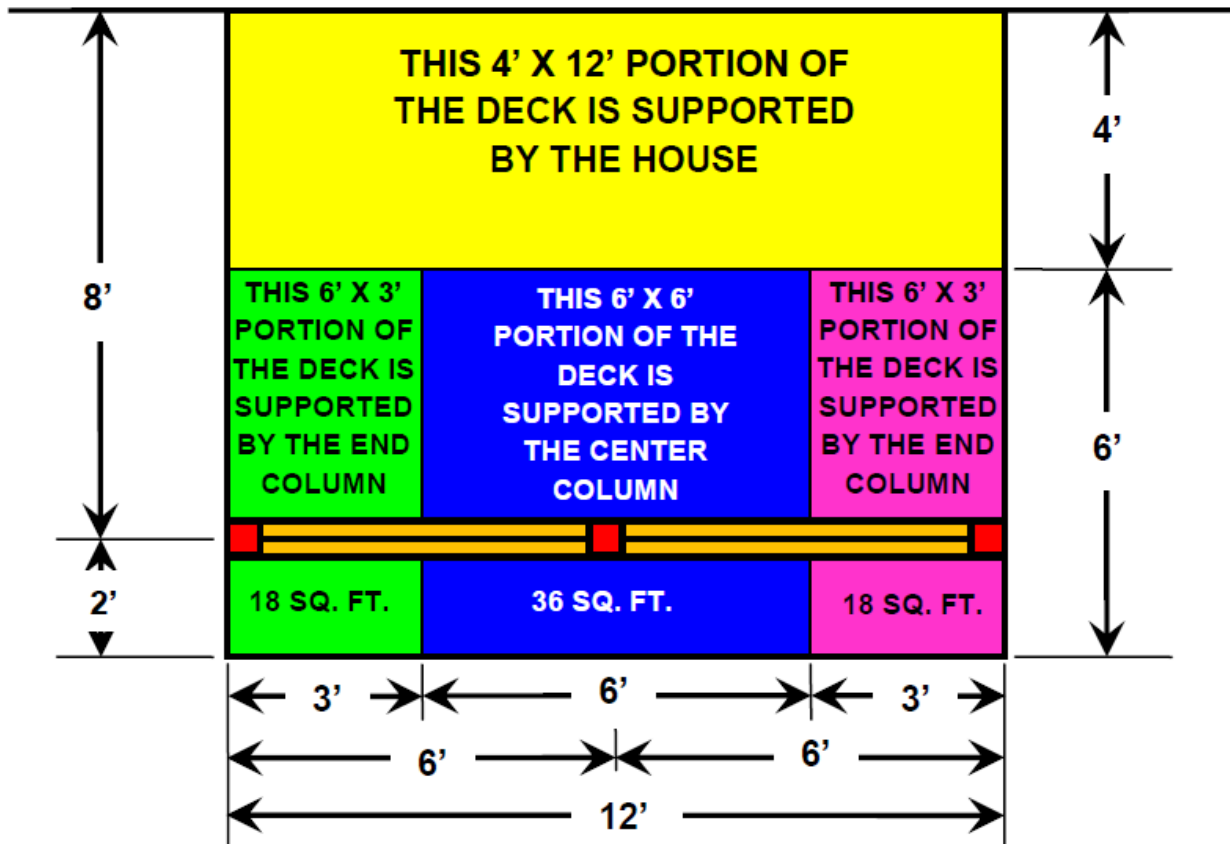 THIS 4’ X 12’ PORTION OF
THE DECK IS SUPPORTED
BY THE HOUSE
4’
8’
THIS 6’ X 3’
PORTION OF
THE DECK IS
SUPPORTED
BY THE END
COLUMN
THIS 6’ X 6’
PORTION OF THE
DECK IS
SUPPORTED BY
THE CENTER
COLUMN
THIS 6’ X 3’
PORTION OF
THE DECK IS
SUPPORTED
BY THE END
COLUMN
6’
2’
18 SQ. FT.
36 SQ. FT.
18 SQ. FT.
3’
6’
3’
6’
6’
12’